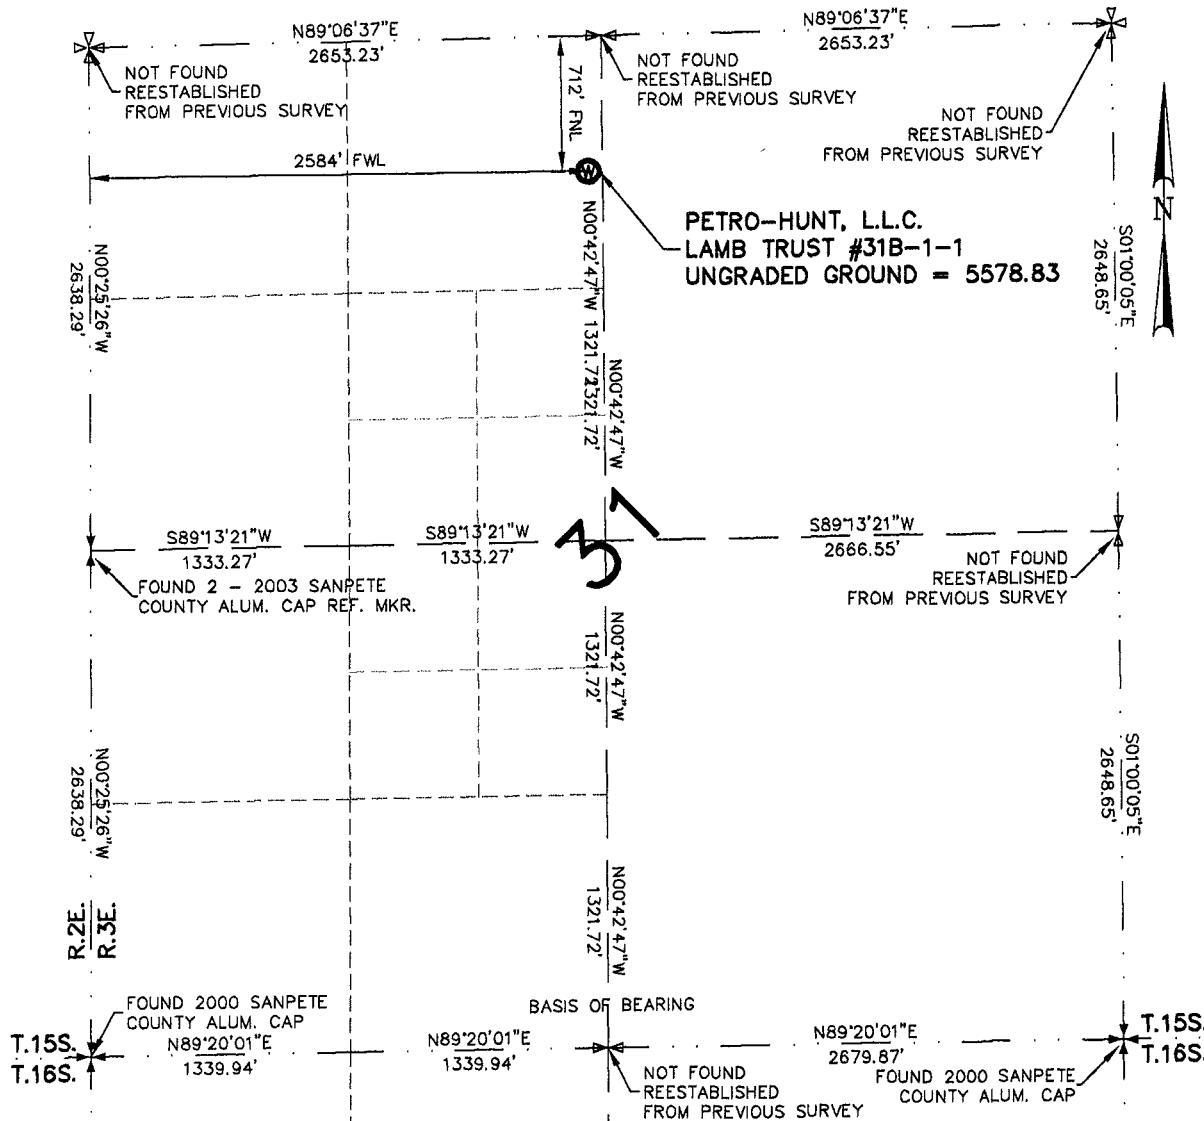 N89°06'37"E
2653.23'
N89°06'37"E
2653.23'
NOT FOUND
REESTABLISHED
FROM PREVIOUS SURVEY
712' FNL
NOT FOUND
REESTABLISHED
FROM PREVIOUS SURVEY
NOT FOUND
REESTABLISHED
FROM PREVIOUS SURVEY
2584' FWL
W
N
PETRO-HUNT, L.L.C.
LAMB TRUST #31B-1-1
UNGRADED GROUND = 5578.83
N00°25'26"W
2638.29'
N00°42'47"W 1321.72'
N00°42'47"W
1321.72'
S01°00'05"E
2648.65'
S89°13'21"W
1333.27'
S89°13'21"W
1333.27'
31
S89°13'21"W
2666.55'
FOUND 2 - 2003 SANPETE
COUNTY ALUM. CAP REF. MKR.
NOT FOUND
REESTABLISHED
FROM PREVIOUS SURVEY
N00°42'47"W
1321.72'
N00°25'26"W
2638.29'
S01°00'05"E
2648.65'
N00°42'47"W
1321.72'
R.2E.
R.3E.
FOUND 2000 SANPETE
COUNTY ALUM. CAP
BASIS OF BEARING
T.15S.
T.16S.
N89°20'01"E
1339.94'
N89°20'01"E
1339.94'
N89°20'01"E
2679.87'
T.15S.
T.16S.
NOT FOUND
REESTABLISHED
FROM PREVIOUS SURVEY
FOUND 2000 SANPETE
COUNTY ALUM. CAP